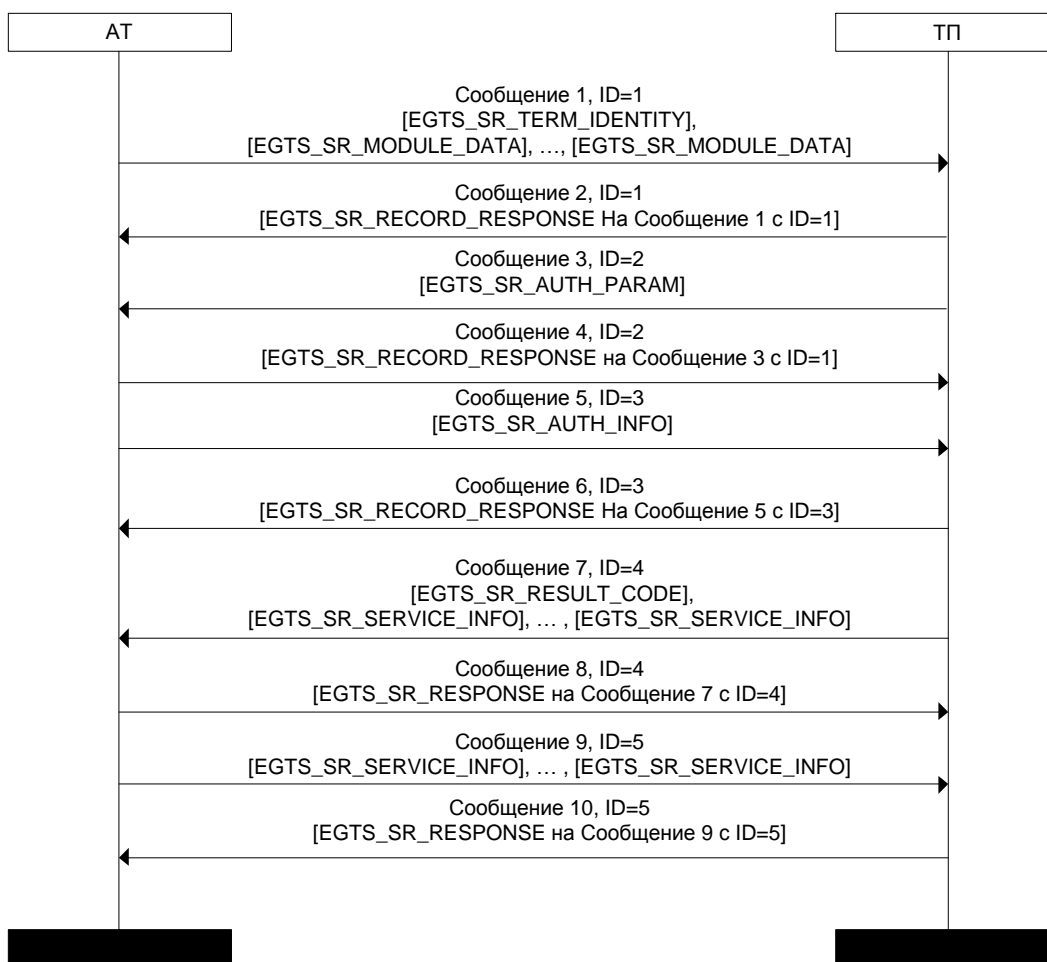 АТ
ТП
Сообщение 1, ID=1
[EGTS_SR_TERM_IDENTITY],
[EGTS_SR_MODULE_DATA], …, [EGTS_SR_MODULE_DATA]
Сообщение 2, ID=1
[EGTS_SR_RECORD_RESPONSE На Сообщение 1 с ID=1]
Сообщение 3, ID=2
[EGTS_SR_AUTH_PARAM]
Сообщение 4, ID=2
[EGTS_SR_RECORD_RESPONSE на Сообщение 3 с ID=1]
Сообщение 5, ID=3
[EGTS_SR_AUTH_INFO]
Сообщение 6, ID=3
[EGTS_SR_RECORD_RESPONSE На Сообщение 5 с ID=3]
Сообщение 7, ID=4
[EGTS_SR_RESULT_CODE],
[EGTS_SR_SERVICE_INFO], … , [EGTS_SR_SERVICE_INFO]
Сообщение 8, ID=4
[EGTS_SR_RESPONSE на Сообщение 7 с ID=4]
Сообщение 9, ID=5
[EGTS_SR_SERVICE_INFO], … , [EGTS_SR_SERVICE_INFO]
Сообщение 10, ID=5
[EGTS_SR_RESPONSE на Сообщение 9 с ID=5]